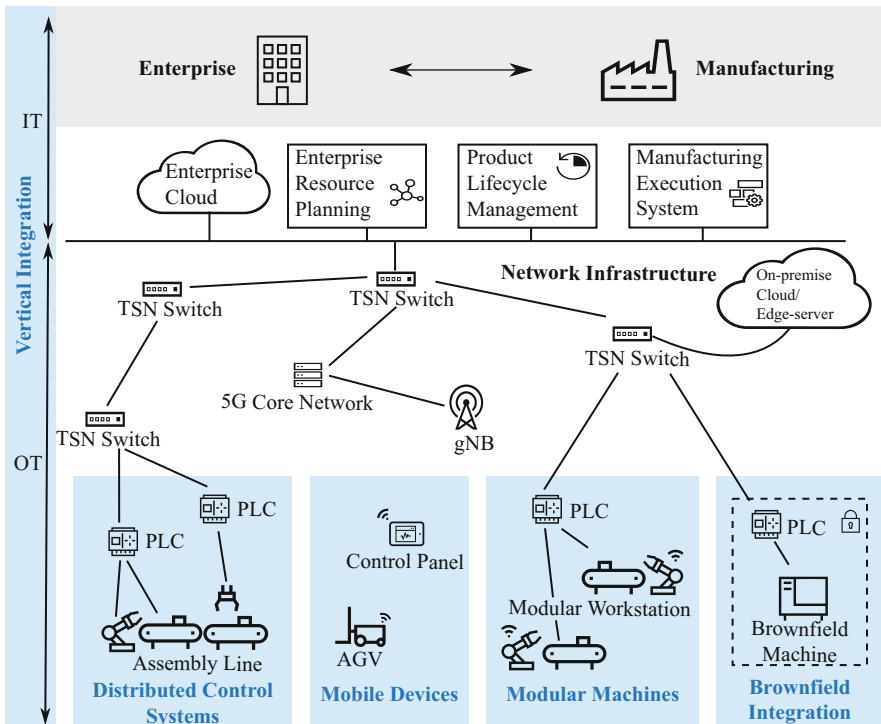 Enterprise
Manufacturing
IT
Enterprise
Cloud
Enterprise
Resource
Planning
Product
Lifecycle
Management
Manufacturing
Execution
System
Vertical Integration
Network Infrastructure
On-premise
Cloud/
Edge-server
TSN Switch
TSN Switch
TSN Switch
5G Core Network
gNB
TSN Switch
OT
PLC
PLC
Assembly Line
Distributed Control
Systems
Control Panel
AGV
Mobile Devices
PLC
Modular Workstation
Modular Machines
PLC
Brownfield
Machine
Brownfield
Integration